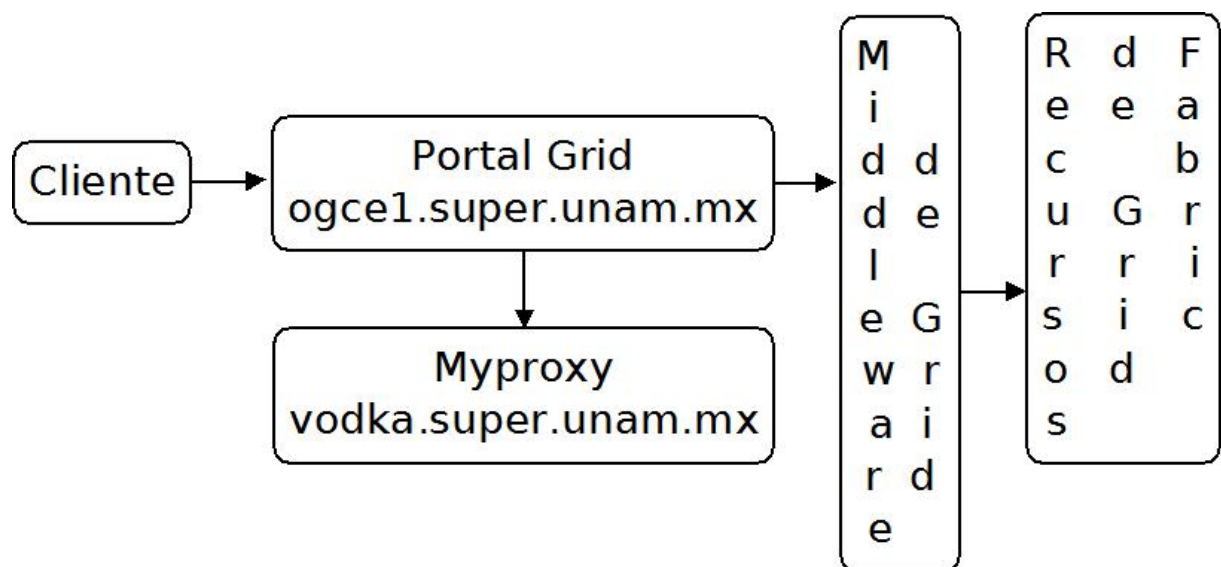 Cliente
Portal Grid
ogce1.super.unam.mx
Myproxy
vodka.super.unam.mx
Middleware
de Grid
Recursos
de Grid
Fabric